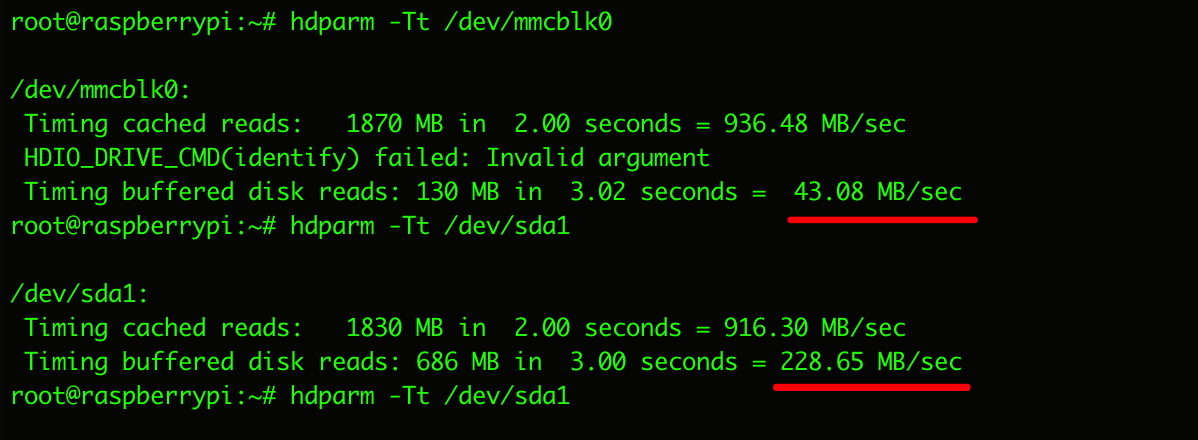 root@raspberrypi:~# hdparm -Tt /dev/mmcblk0
/dev/mmcblk0:
 Timing cached reads:   1870 MB in  2.00 seconds = 936.48 MB/sec
 HDIO_DRIVE_CMD(identify) failed: Invalid argument
 Timing buffered disk reads: 130 MB in  3.02 seconds =  43.08 MB/sec
root@raspberrypi:~# hdparm -Tt /dev/sda1
/dev/sda1:
 Timing cached reads:   1830 MB in  2.00 seconds = 916.30 MB/sec
 Timing buffered disk reads: 686 MB in  3.00 seconds = 228.65 MB/sec
root@raspberrypi:~# hdparm -Tt /dev/sda1